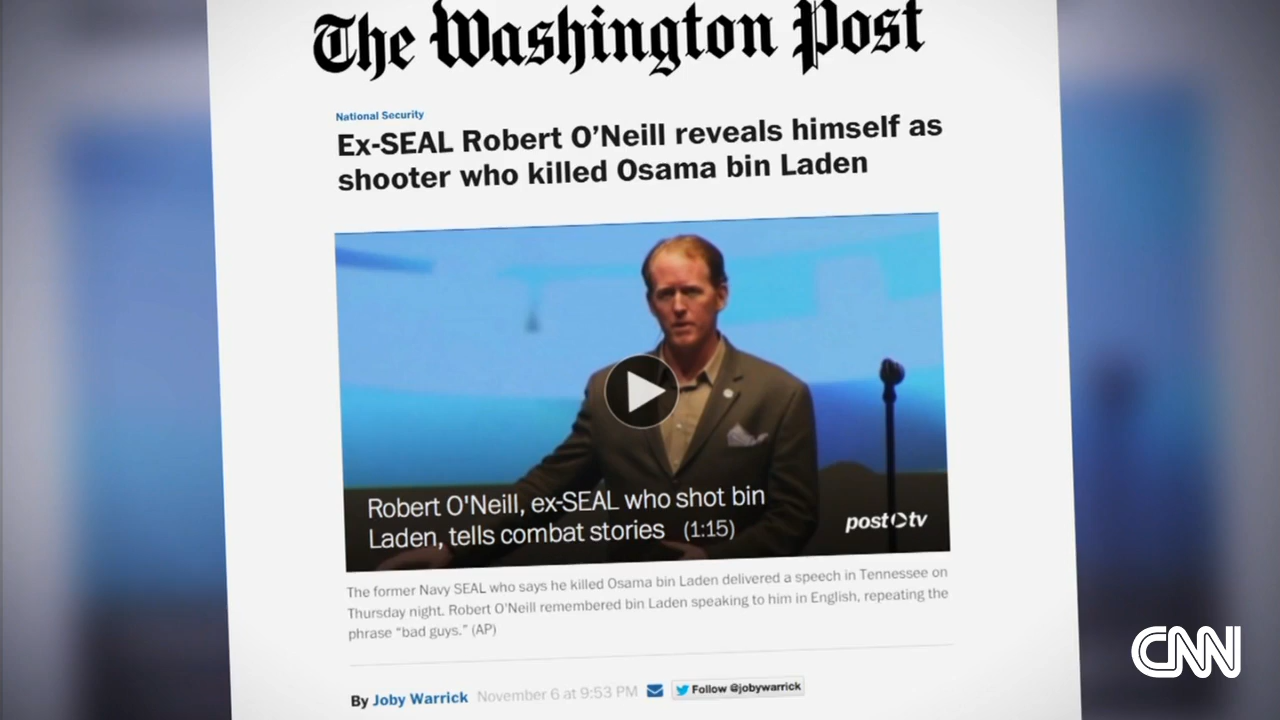 The Washington Post
National Security
Ex-SEAL Robert O’Neill reveals himself as
shooter who killed Osama bin Laden
Robert O'Neill, ex-SEAL who shot bin
Laden, tells combat stories (1:15)
post tv
The former Navy SEAL who says he killed Osama bin Laden delivered a speech in Tennessee on
Thursday night. Robert O'Neill remembered bin Laden speaking to him in English, repeating the
phrase “bad guys.” (AP)
By Joby Warrick November 6 at 9:53 PM Follow @jobywarrick
CNN